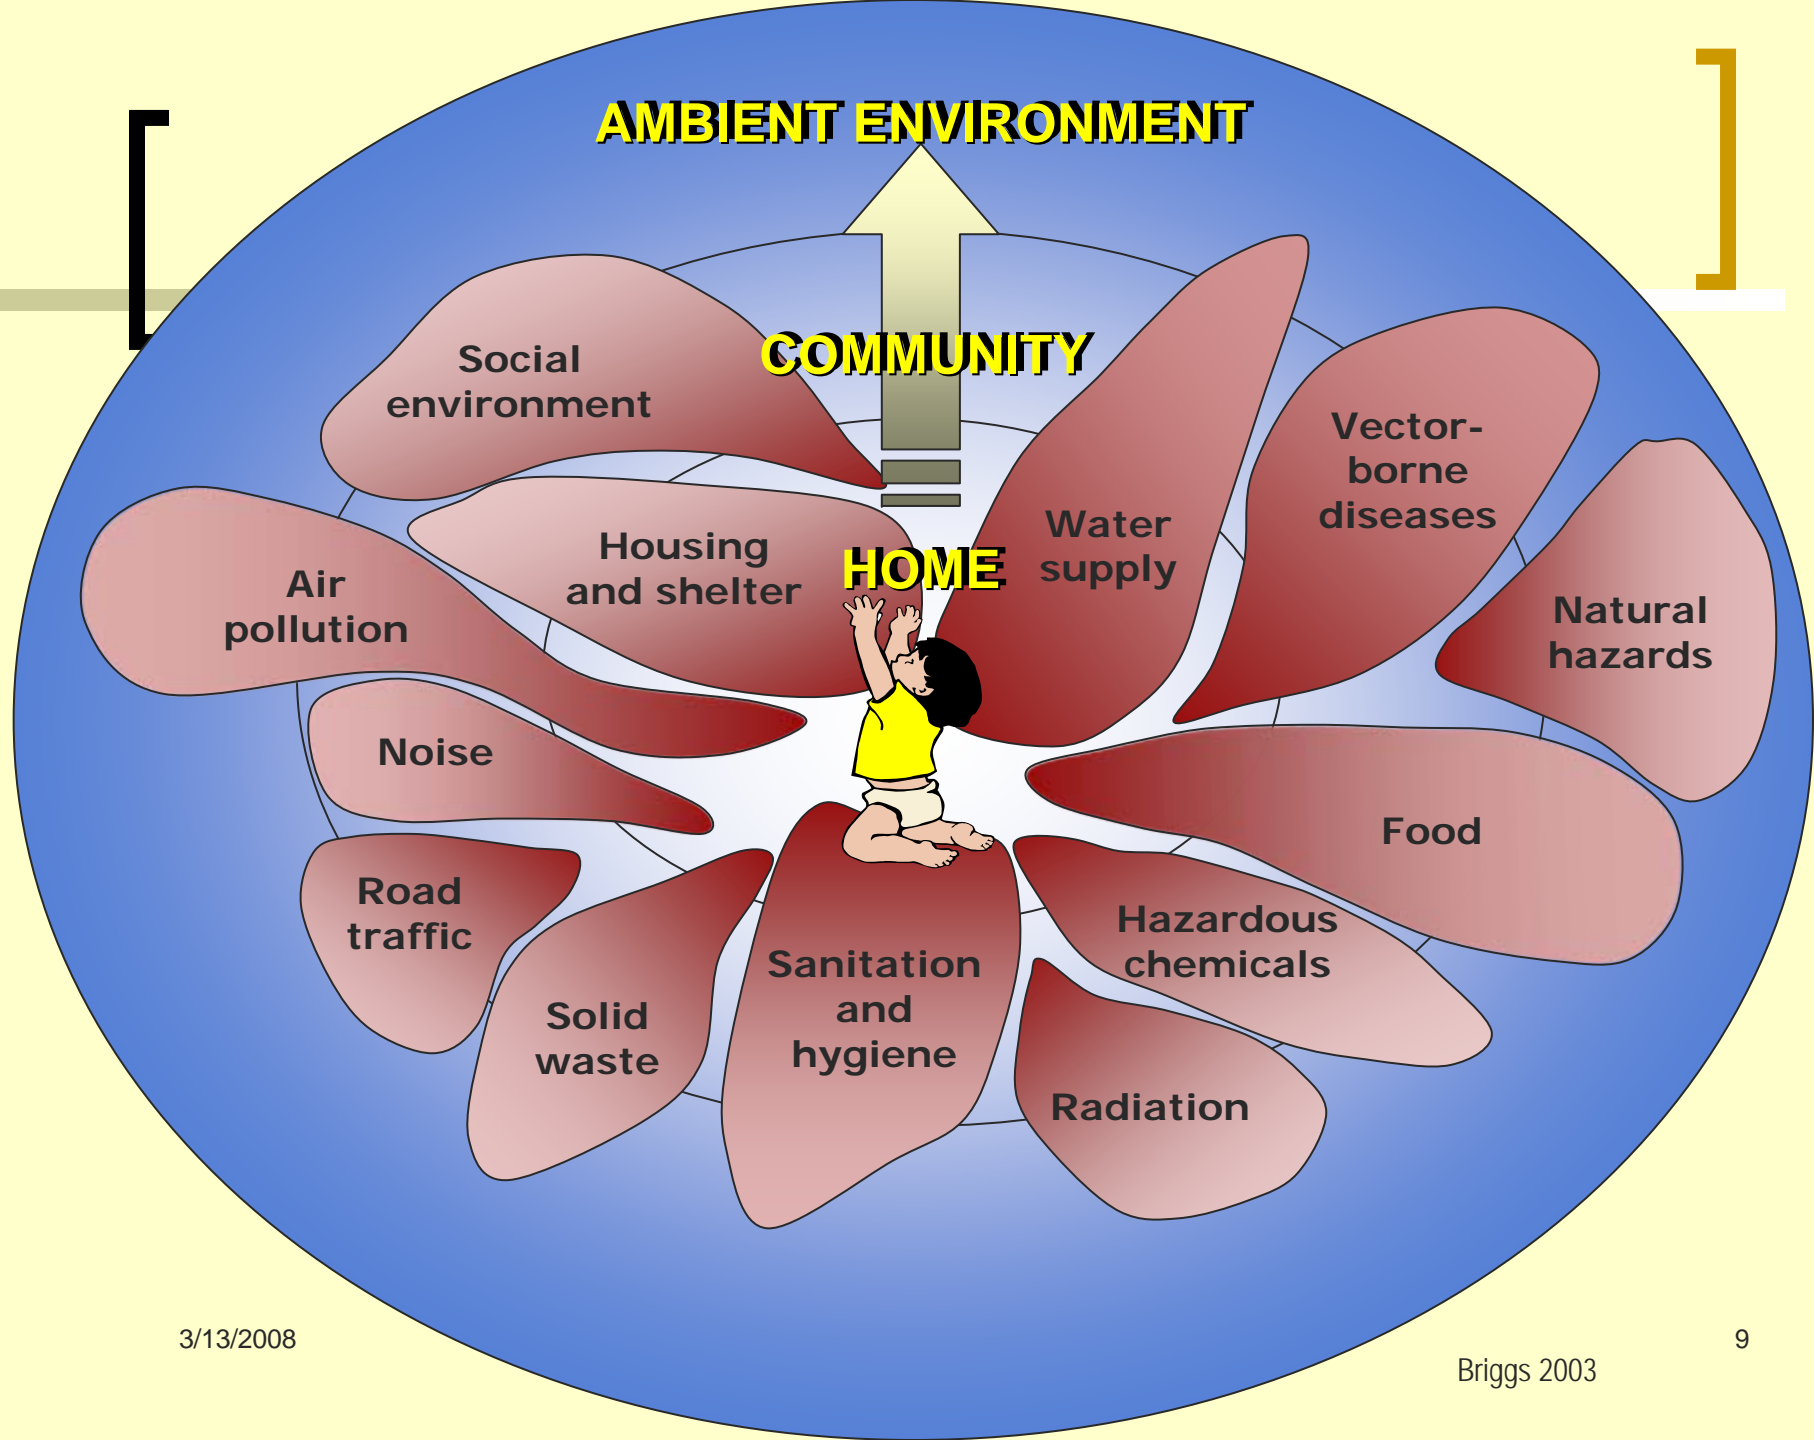 AMBIENT ENVIRONMENT
COMMUNITY
HOME
Social
environment
Housing
and shelter
Air
pollution
Noise
Road
traffic
Solid
waste
Sanitation
and
hygiene
Radiation
Hazardous
chemicals
Food
Natural
hazards
Vector-
borne
diseases
Water
supply
3/13/2008
9
Briggs 2003